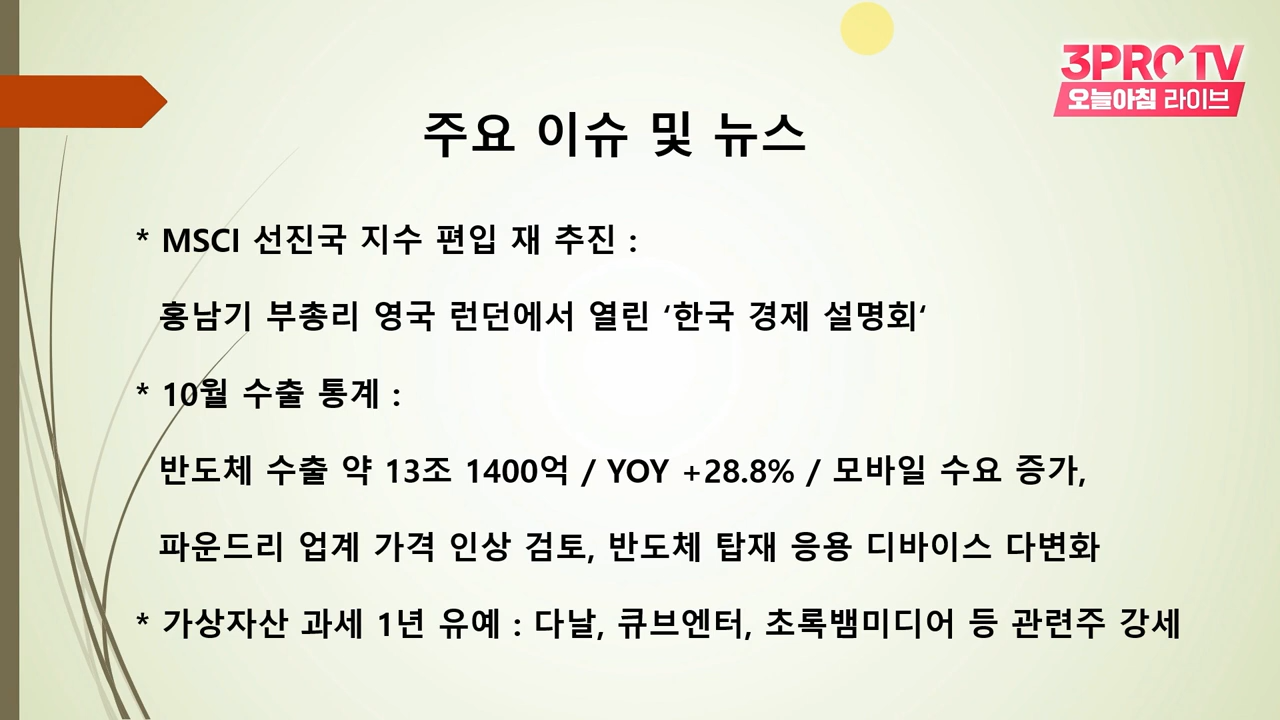 3PROTV
오늘아침 라이브
주요 이슈 및 뉴스
* MSCI 선진국 지수 편입 재 추진 :
홍남기 부총리 영국 런던에서 열린 ‘한국 경제 설명회‘
* 10월 수출 통계 :
반도체 수출 약 13조 1400억 / YOY +28.8% / 모바일 수요 증가,
파운드리 업계 가격 인상 검토, 반도체 탑재 응용 디바이스 다변화
* 가상자산 과세 1년 유예 : 다날, 큐브엔터, 초록뱀미디어 등 관련주 강세